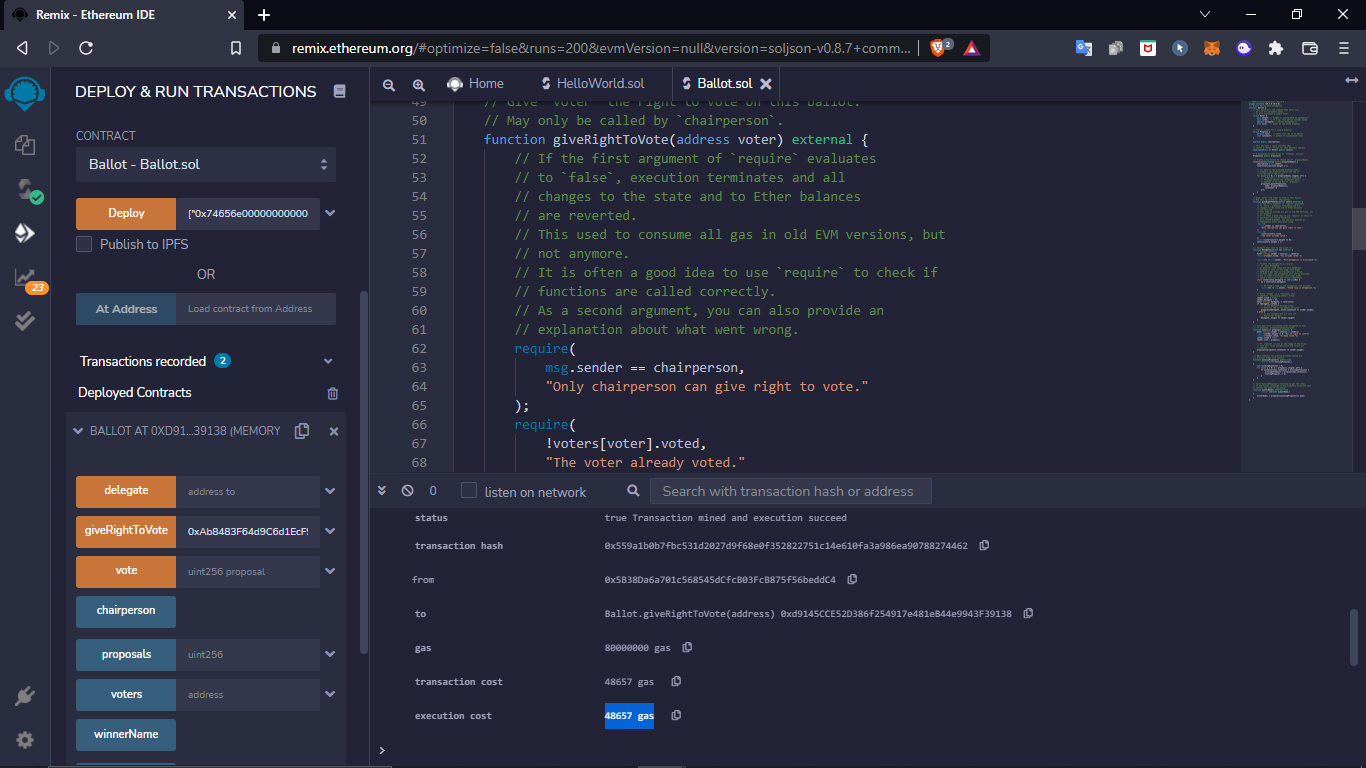 Remix - Ethereum IDE
remix.ethereum.org/#optimize=false&runs=200&evmVersion=null&version=soljson-v0.8.7+comm...
2
DEPLOY & RUN TRANSACTIONS
CONTRACT
Ballot - Ballot.sol
Deploy
["0x74656e00000000000
Publish to IPFS
OR
At Address
Load contract from Address
23
Transactions recorded 2
Deployed Contracts
BALLOT AT 0XD91...39138 (MEMORY
delegate
address to
giveRightToVote
0xAb8483F64d9C6d1EcF
vote
uint256 proposal
chairperson
proposals
uint256
voters
address
winnerName
Home
HelloWorld.sol
Ballot.sol
49 // Give `voter` the right to vote on this ballot.
50 // May only be called by `chairperson`.
51 function giveRightToVote(address voter) external {
52 // If the first argument of `require` evaluates
53 // to `false`, execution terminates and all
54 // changes to the state and to Ether balances
55 // are reverted.
56 // This used to consume all gas in old EVM versions, but
57 // not anymore.
58 // It is often a good idea to use `require` to check if
59 // functions are called correctly.
60 // As a second argument, you can also provide an
61 // explanation about what went wrong.
62 require(
63 msg.sender == chairperson,
64 "Only chairperson can give right to vote."
65 );
66 require(
67 !voters[voter].voted,
68 "The voter already voted."
0
listen on network
Search with transaction hash or address
status true Transaction mined and execution succeed
transaction hash 0x559a1b0b7fbc531d2027d9f68e0f352822751c14e610fa3a986ea90788274462
from 0x5B38Da6a701c568545dCfcB03FcB875f56beddC4
to Ballot.giveRightToVote(address) 0xd9145CCE52D386f254917e481eB44e9943F39138
gas 80000000 gas
transaction cost 48657 gas
execution cost 48657 gas
>